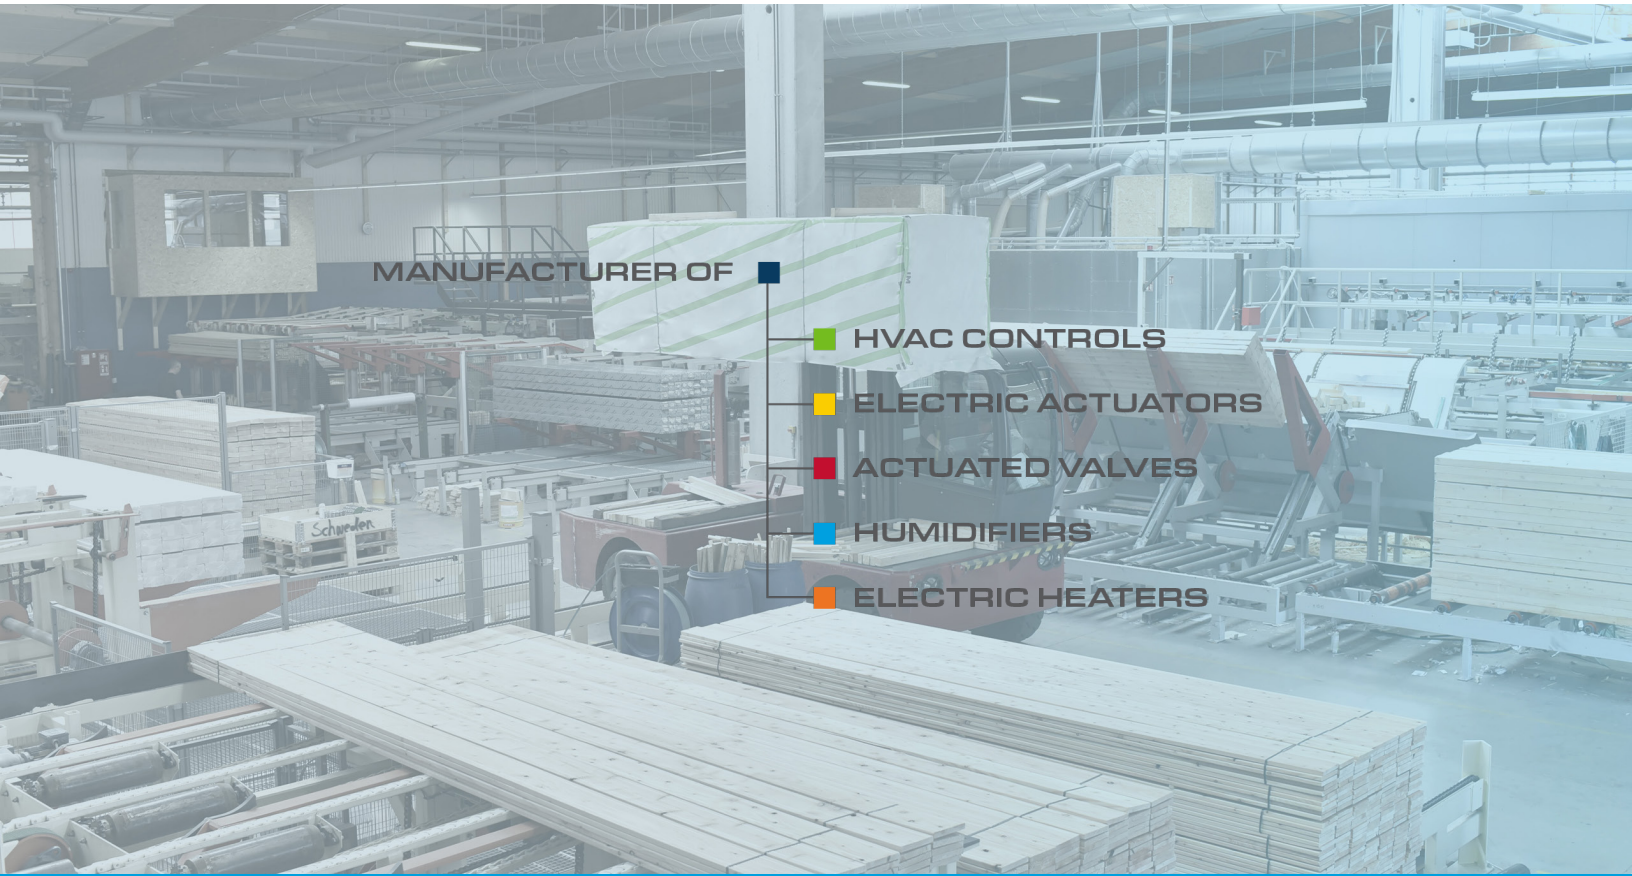 MANUFACTURER OF
HVAC CONTROLS
ELECTRIC ACTUATORS
ACTUATED VALVES
HUMIDIFIERS
ELECTRIC HEATERS
Schweden